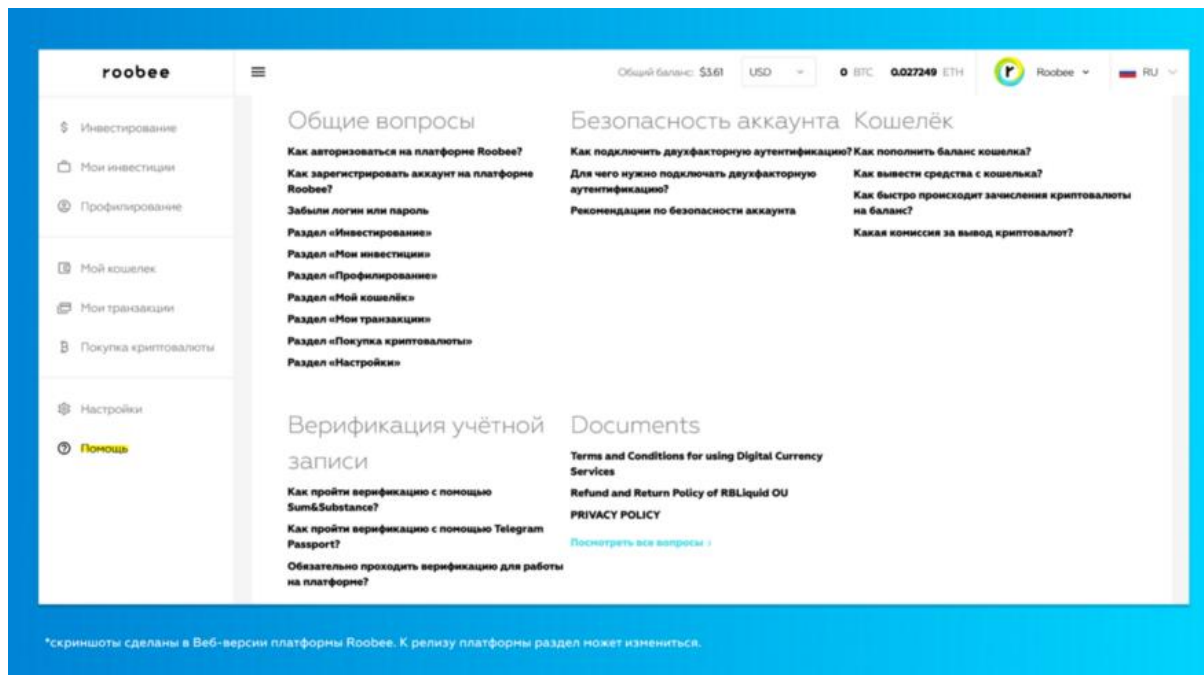 roobee
Общий баланс: $3.61 USD 0 BTC 0.027249 ETH r Roobee RU
Инвестирование
Мои инвестиции
Профилирование
Мой кошелек
Мои транзакции
Покупка криптовалюты
Настройки
Помощь
Общие вопросы
Как авторизоваться на платформе Roobee?
Как зарегистрировать аккаунт на платформе
Roobee?
Забыли логин или пароль
Раздел «Инвестирование»
Раздел «Мои инвестиции»
Раздел «Профилирование»
Раздел «Мой кошелёк»
Раздел «Мои транзакции»
Раздел «Покупка криптовалюты»
Раздел «Настройки»
Безопасность аккаунта
Как подключить двухфакторную аутентификацию?
Для чего нужно подключать двухфакторную
аутентификацию?
Рекомендации по безопасности аккаунта
Кошелёк
Как пополнить баланс кошелка?
Как вывести средства с кошелька?
Как быстро происходит зачисления криптовалюты
на баланс?
Какая комиссия за вывод криптовалют?
Верификация учётной
записи
Как пройти верификацию с помощью
Sum&Substance?
Как пройти верификацию с помощью Telegram
Passport?
Обязательно проходить верификацию для работы
на платформе?
Documents
Terms and Conditions for using Digital Currency
Services
Refund and Return Policy of RBLiquid OU
PRIVACY POLICY
Посмотреть все вопросы ›
*скриншоты сделаны в Веб-версии платформы Roobee. К релизу платформы раздел может измениться.